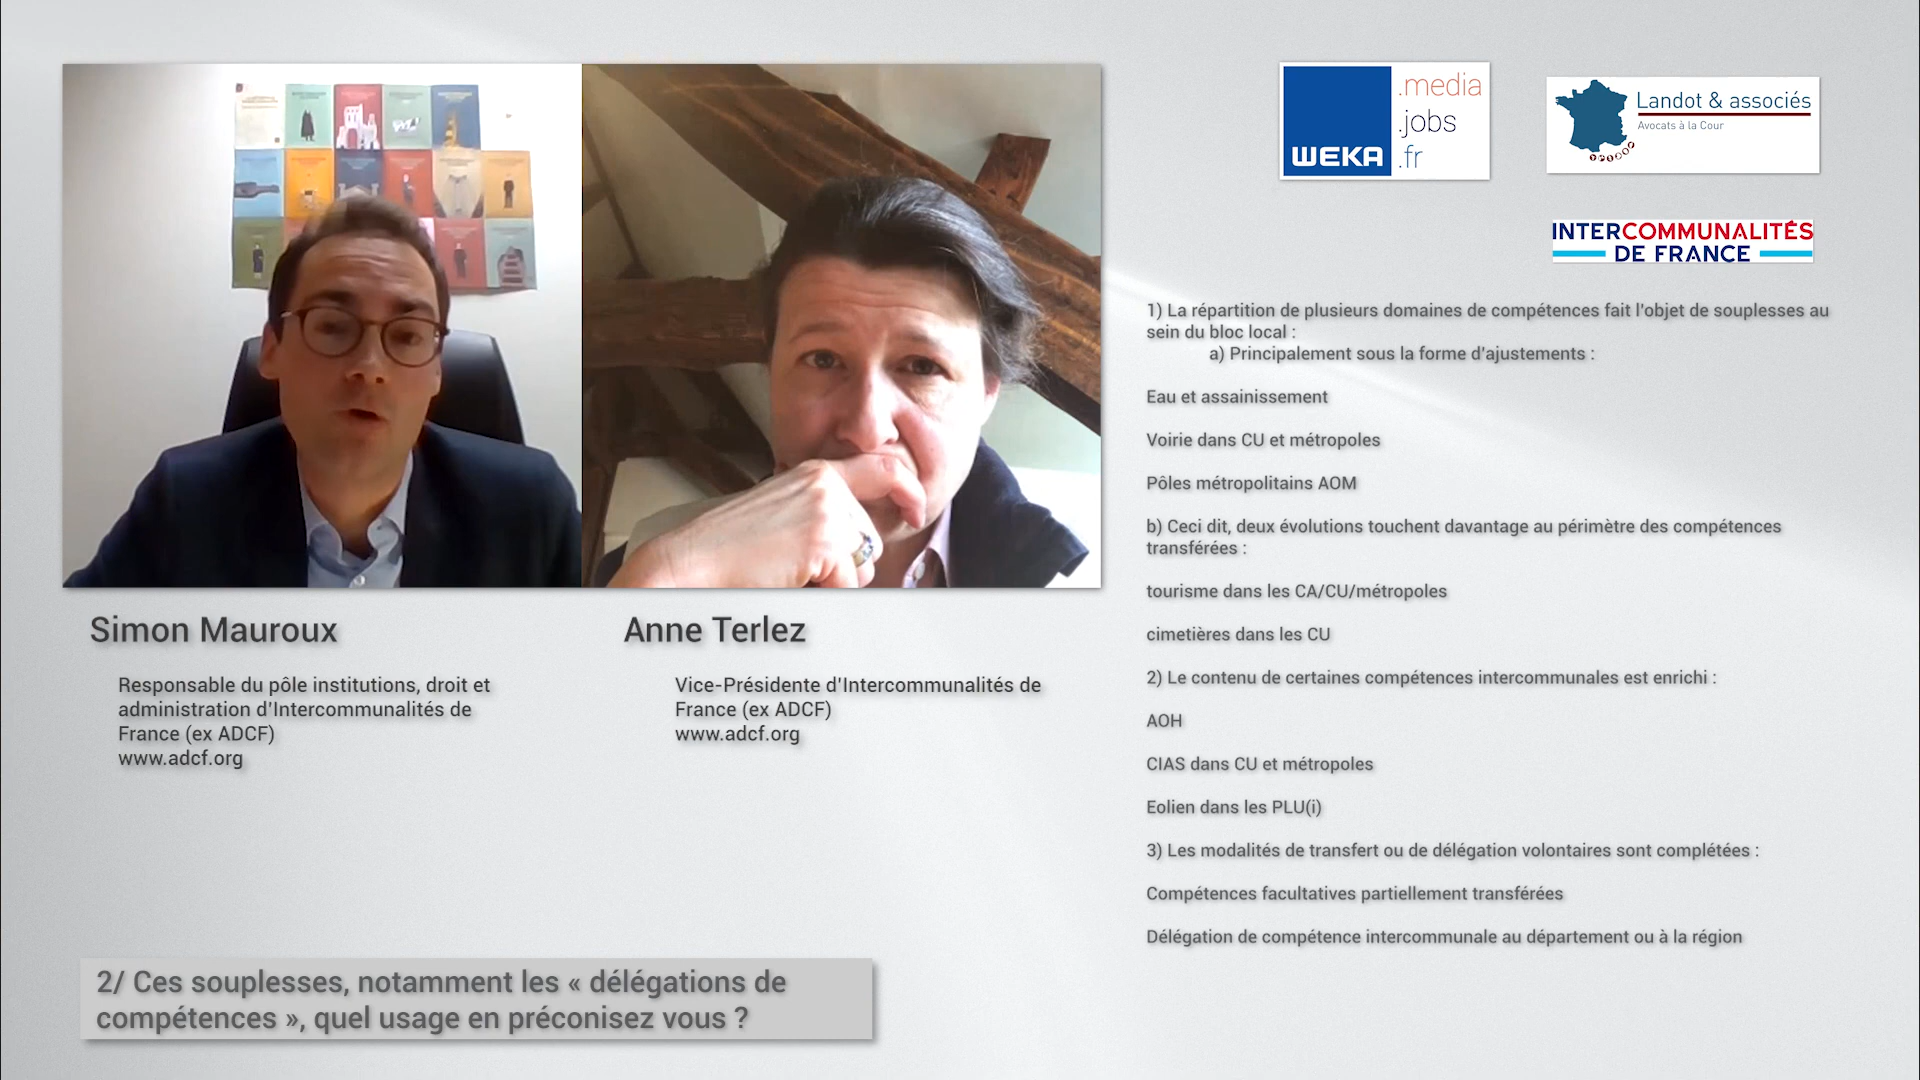 WEKA
.media
.jobs
.fr
Landot & associés
Avocats à la Cour
INTERCOMMUNALITÉS
DE FRANCE
Simon Mauroux
Responsable du pôle institutions, droit et
administration d'Intercommunalités de
France (ex ADCF)
www.adcf.org
Anne Terlez
Vice-Présidente d'Intercommunalités de
France (ex ADCF)
www.adcf.org
1) La répartition de plusieurs domaines de compétences fait l'objet de souplesses au
sein du bloc local :
a) Principalement sous la forme d'ajustements :
Eau et assainissement
Voirie dans CU et métropoles
Pôles métropolitains AOM
b) Ceci dit, deux évolutions touchent davantage au périmètre des compétences
transférées :
tourisme dans les CA/CU/métropoles
cimetières dans les CU
2) Le contenu de certaines compétences intercommunales est enrichi :
AOH
CIAS dans CU et métropoles
Eolien dans les PLU(i)
3) Les modalités de transfert ou de délégation volontaires sont complétées :
Compétences facultatives partiellement transférées
Délégation de compétence intercommunale au département ou à la région
2/ Ces souplesses, notamment les « délégations de
compétences », quel usage en préconisez vous ?